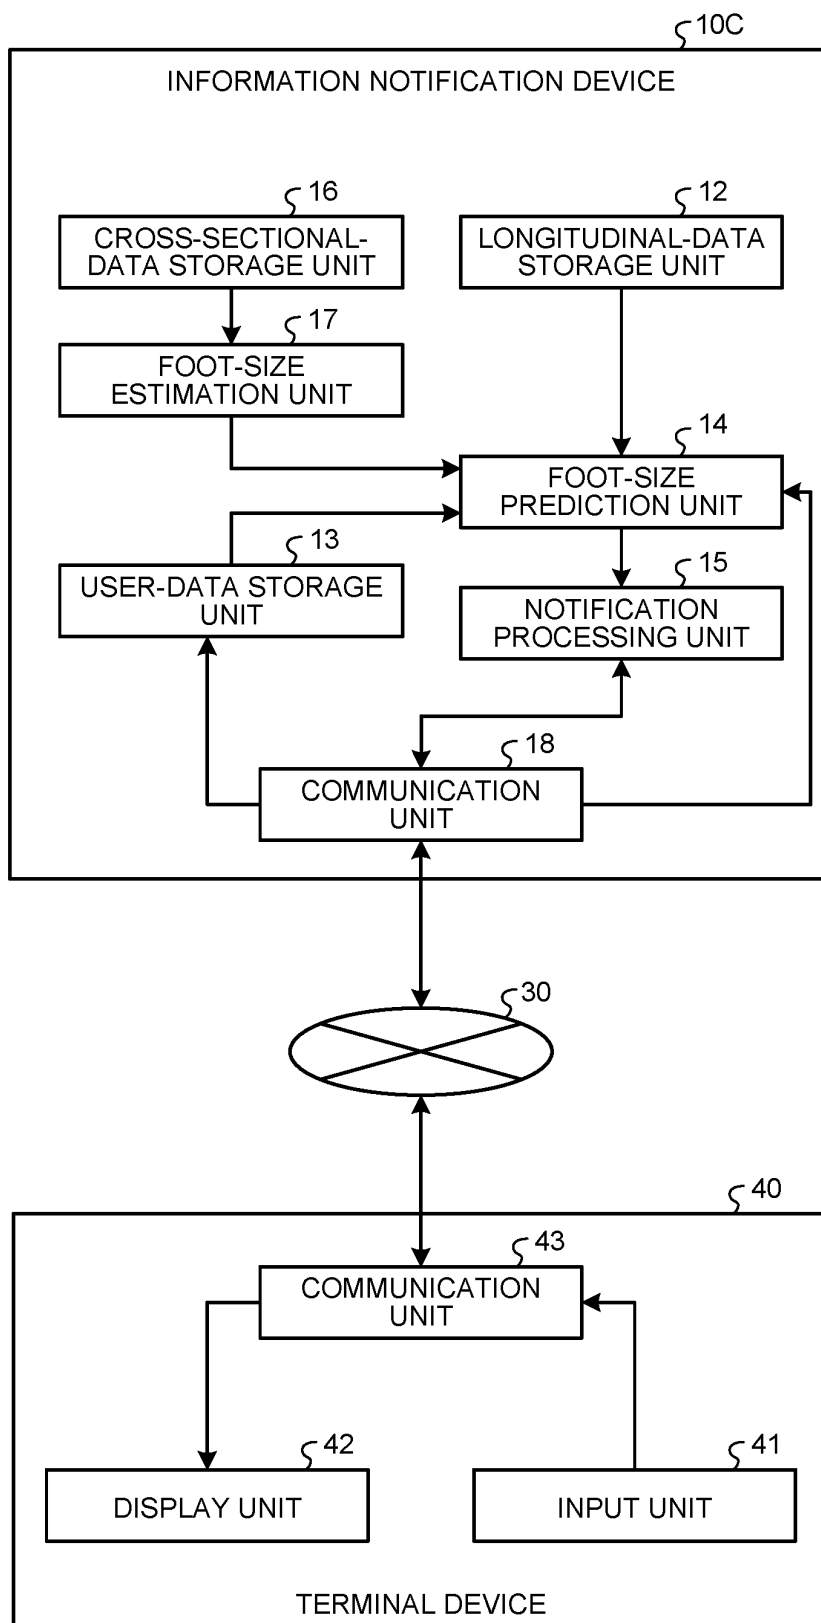 10C
INFORMATION NOTIFICATION DEVICE
16
CROSS-SECTIONAL-
DATA STORAGE UNIT
12
LONGITUDINAL-DATA
STORAGE UNIT
17
FOOT-SIZE
ESTIMATION UNIT
14
FOOT-SIZE
PREDICTION UNIT
13
USER-DATA STORAGE
UNIT
15
NOTIFICATION
PROCESSING UNIT
18
COMMUNICATION
UNIT
30
40
43
COMMUNICATION
UNIT
42
DISPLAY UNIT
41
INPUT UNIT
TERMINAL DEVICE